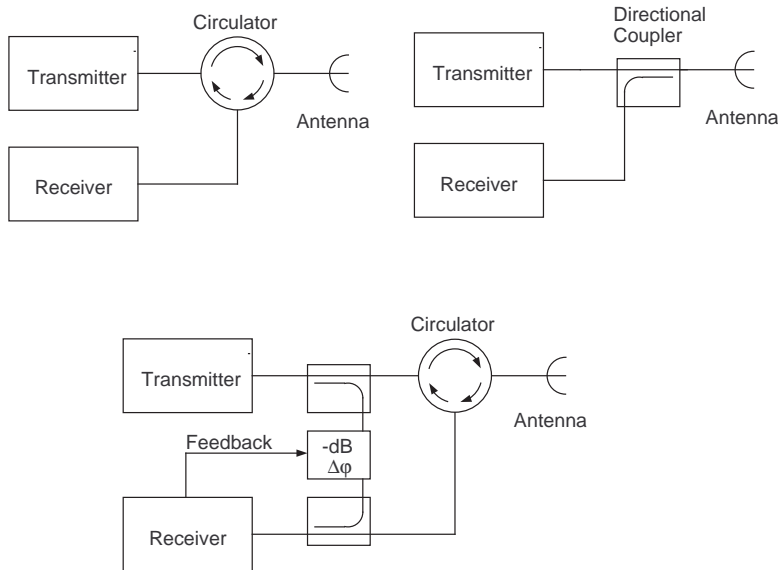 Circulator
Transmitter
Antenna
Receiver
Directional
Coupler
Transmitter
Antenna
Receiver
Circulator
Transmitter
Antenna
Feedback
-dB
Δφ
Receiver